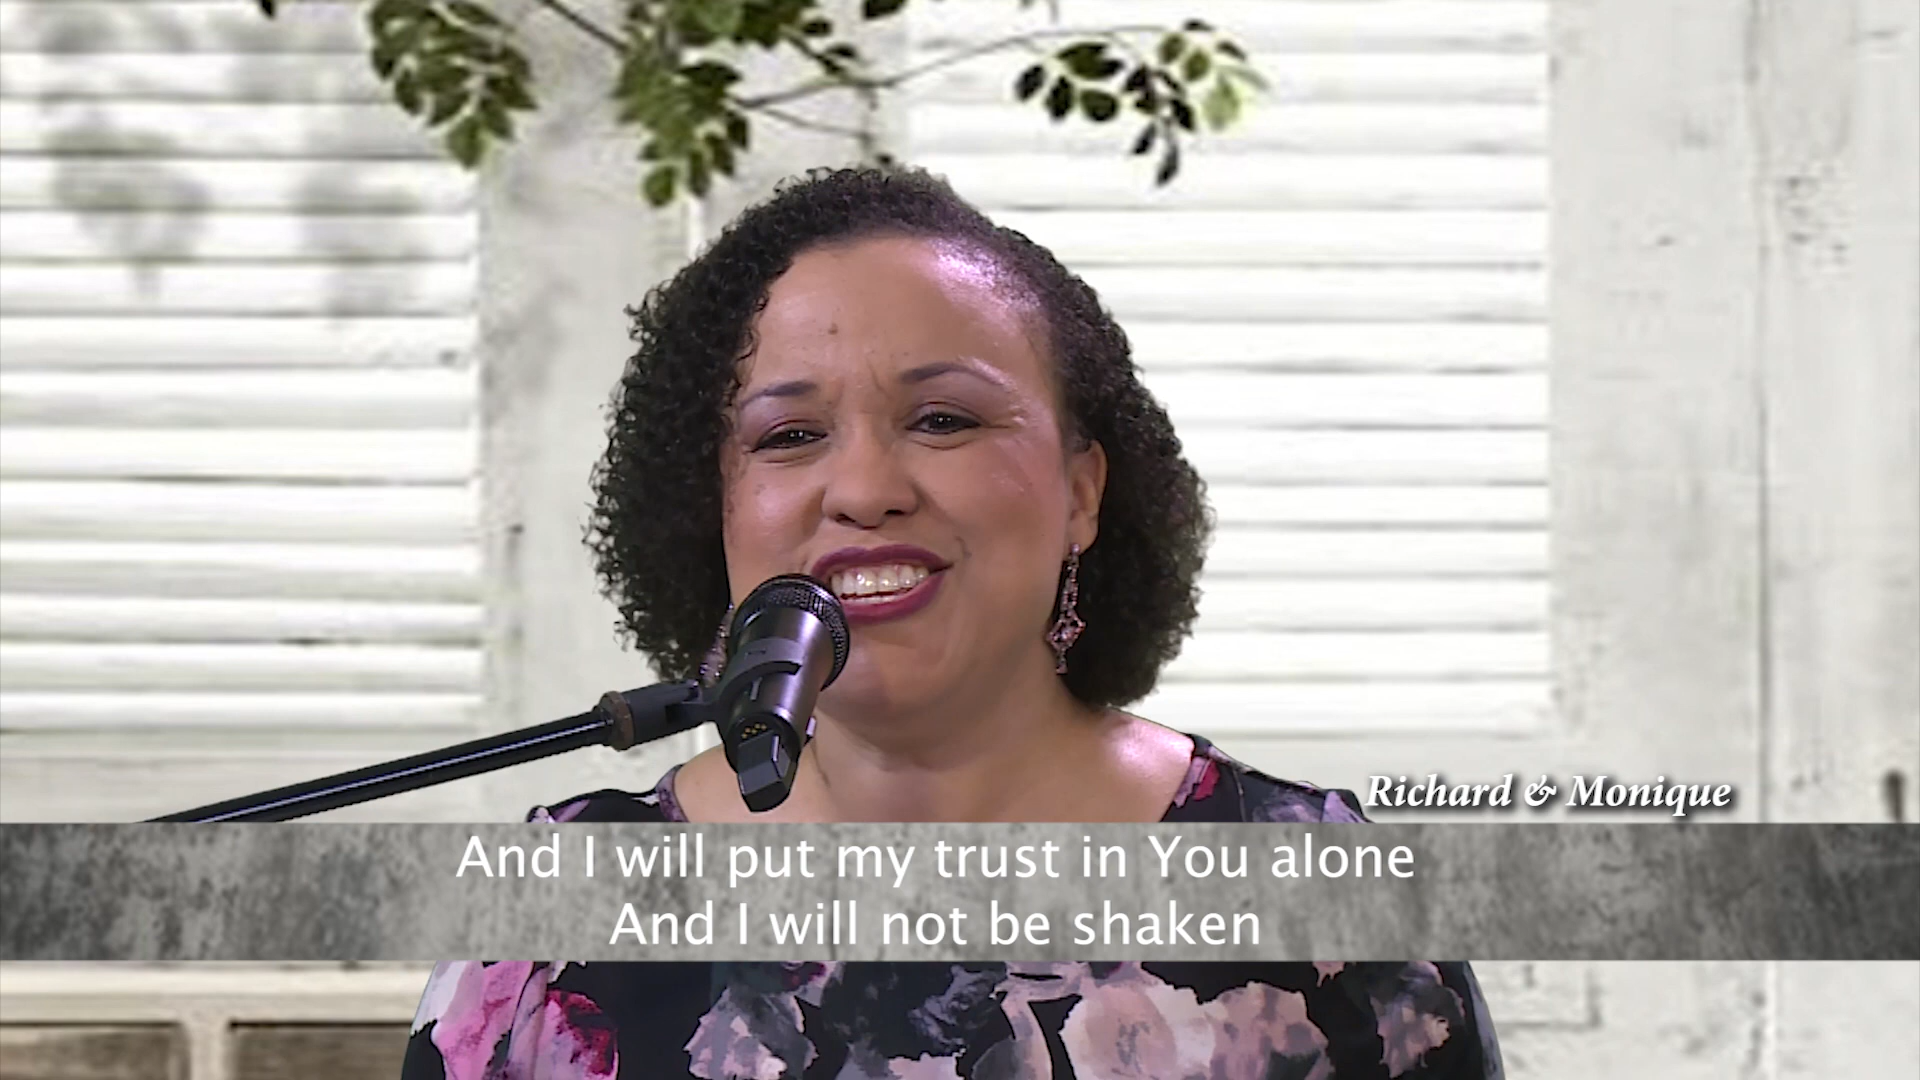 Richard & Monique
And I will put my trust in You alone
And I will not be shaken